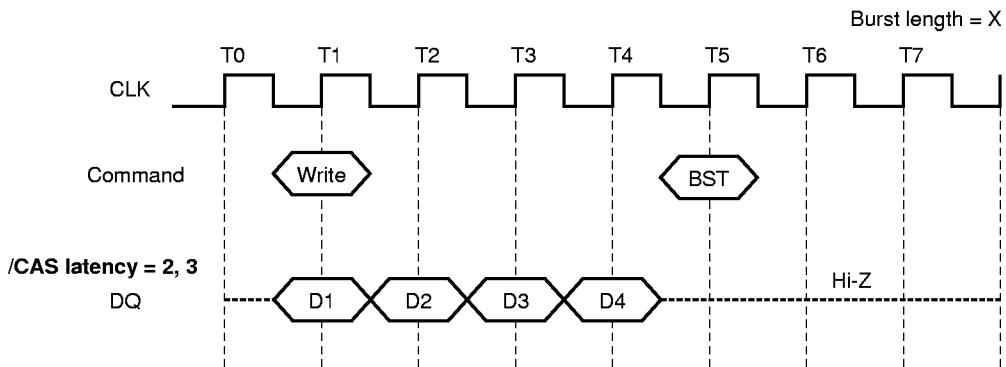 Burst length = X
T0 T1 T2 T3 T4 T5 T6 T7
CLK
Command Write BST
/CAS latency = 2, 3
Hi-Z
DQ D1 D2 D3 D4